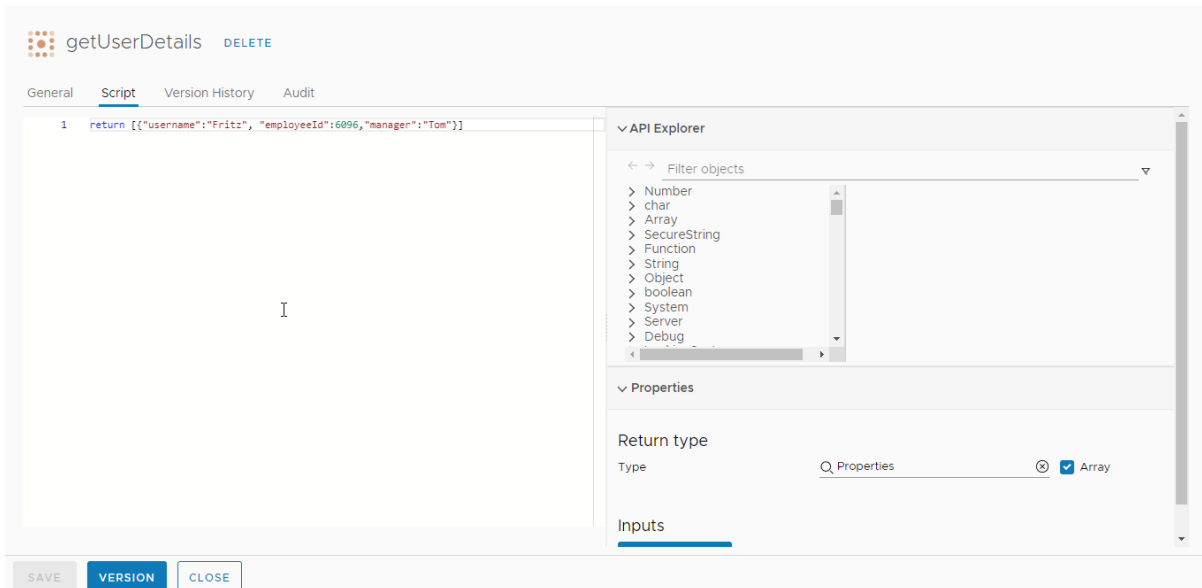 getUserDetails DELETE
General Script Version History Audit
1 return [{"username":"Fritz", "employeeId":6096,"manager":"Tom"}]
API Explorer
Filter objects
Number
char
Array
SecureString
Function
String
Object
boolean
System
Server
Debug
Properties
Return type
Type Properties Array
Inputs
SAVE VERSION CLOSE